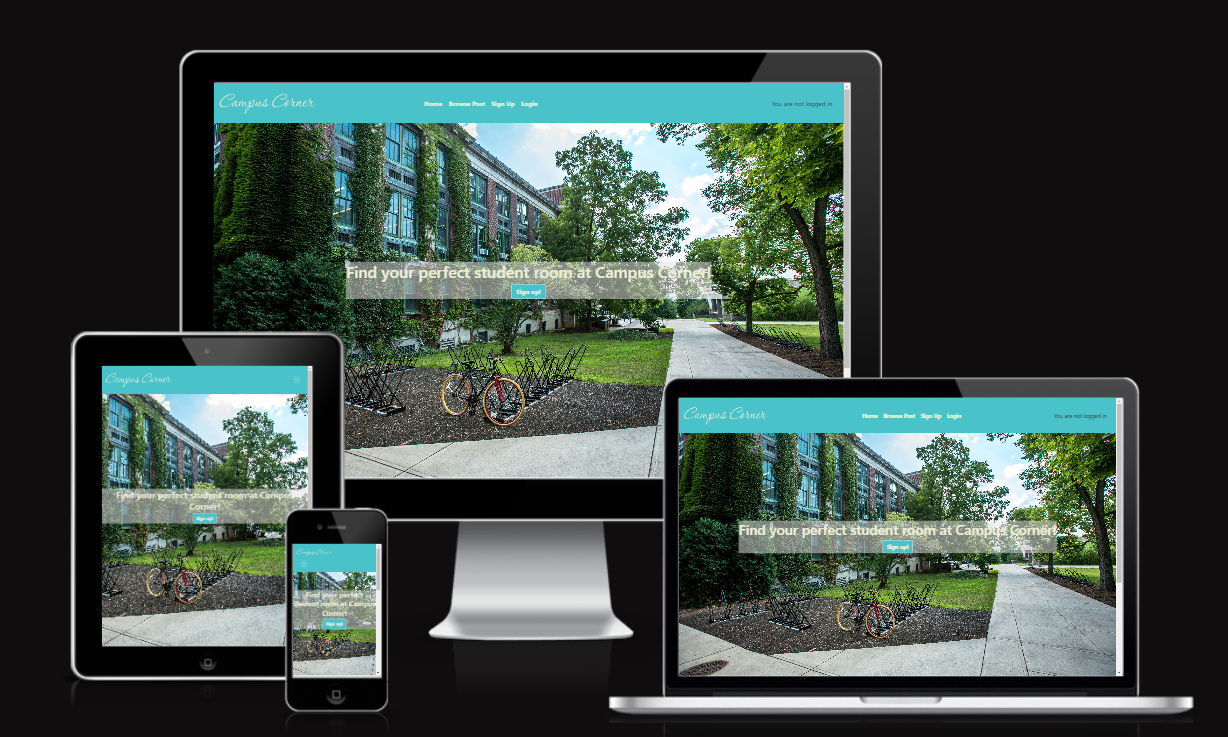 Campus Corner
Home Browse Post Sign Up Login
You are not logged in
Find your perfect student room at Campus Corner!
Sign up!
Campus Corner
Find your perfect student room at Campus
Corner!
Sign up!
Campus Corner
Find your perfect
student room at Campus
Corner!
Sign up!
Campus Corner
Home Browse Post Sign Up Login
You are not logged in
Find your perfect student room at Campus Corner!
Sign up!